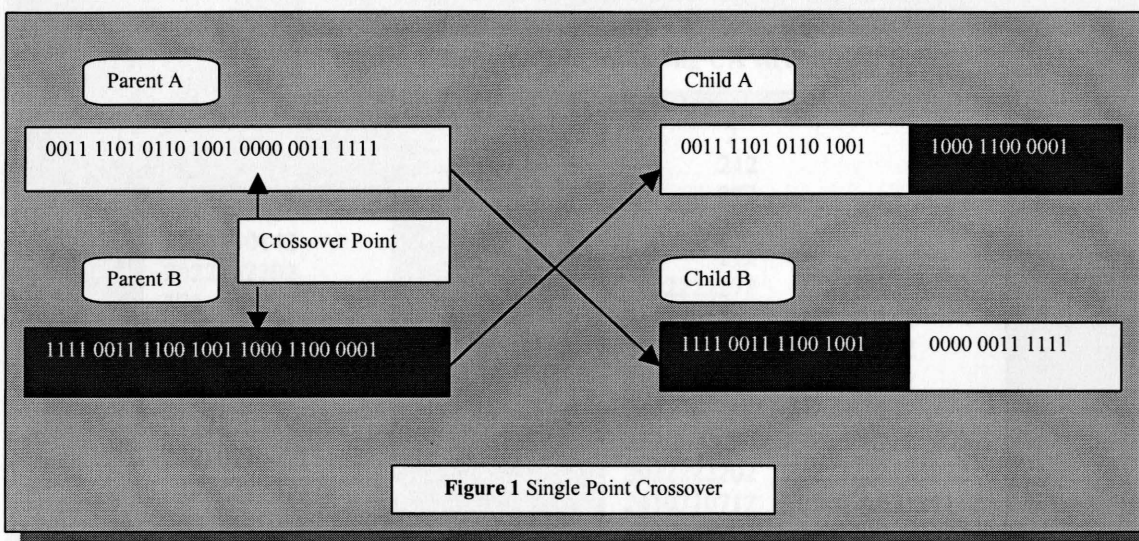 Parent A
Child A
0011 1101 0110 1001 0000 0011 1111
0011 1101 0110 1001
1000 1100 0001
Crossover Point
Parent B
Child B
1111 0011 1100 1001 1000 1100 0001
1111 0011 1100 1001
0000 0011 1111
Figure 1 Single Point Crossover